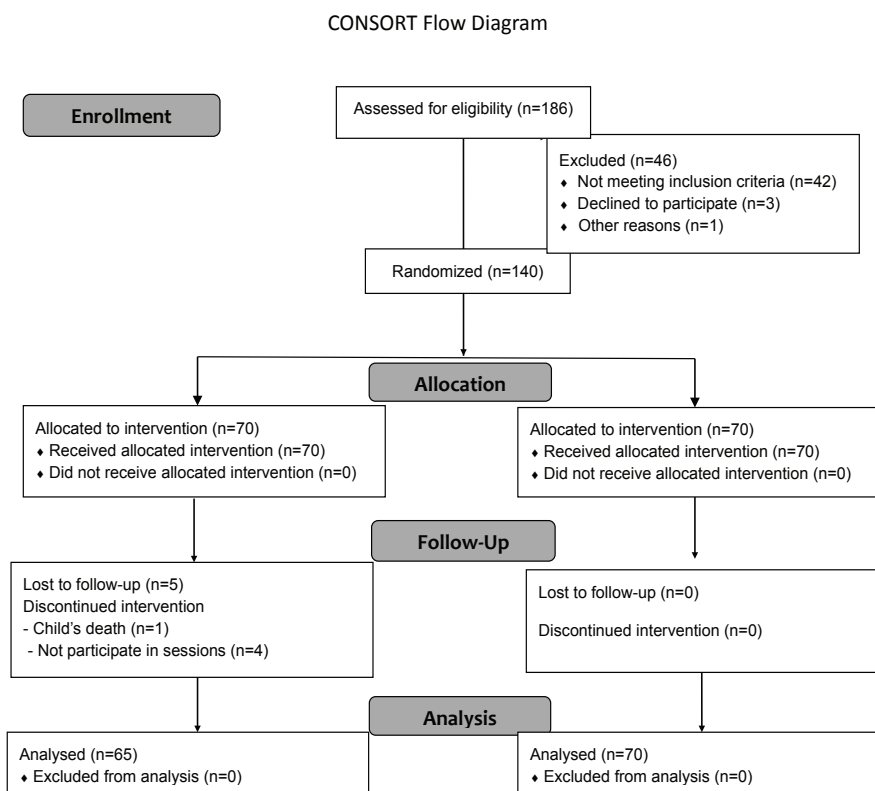 CONSORT Flow Diagram
Enrollment
Assessed for eligibility (n=186)
Excluded (n=46)
♦ Not meeting inclusion criteria (n=42)
♦ Declined to participate (n=3)
♦ Other reasons (n=1)
Randomized (n=140)
Allocation
Allocated to intervention (n=70)
♦ Received allocated intervention (n=70)
♦ Did not receive allocated intervention (n=0)
Allocated to intervention (n=70)
♦ Received allocated intervention (n=70)
♦ Did not receive allocated intervention (n=0)
Follow-Up
Lost to follow-up (n=5)
Discontinued intervention
- Child's death (n=1)
- Not participate in sessions (n=4)
Lost to follow-up (n=0)
Discontinued intervention (n=0)
Analysis
Analysed (n=65)
♦ Excluded from analysis (n=0)
Analysed (n=70)
♦ Excluded from analysis (n=0)